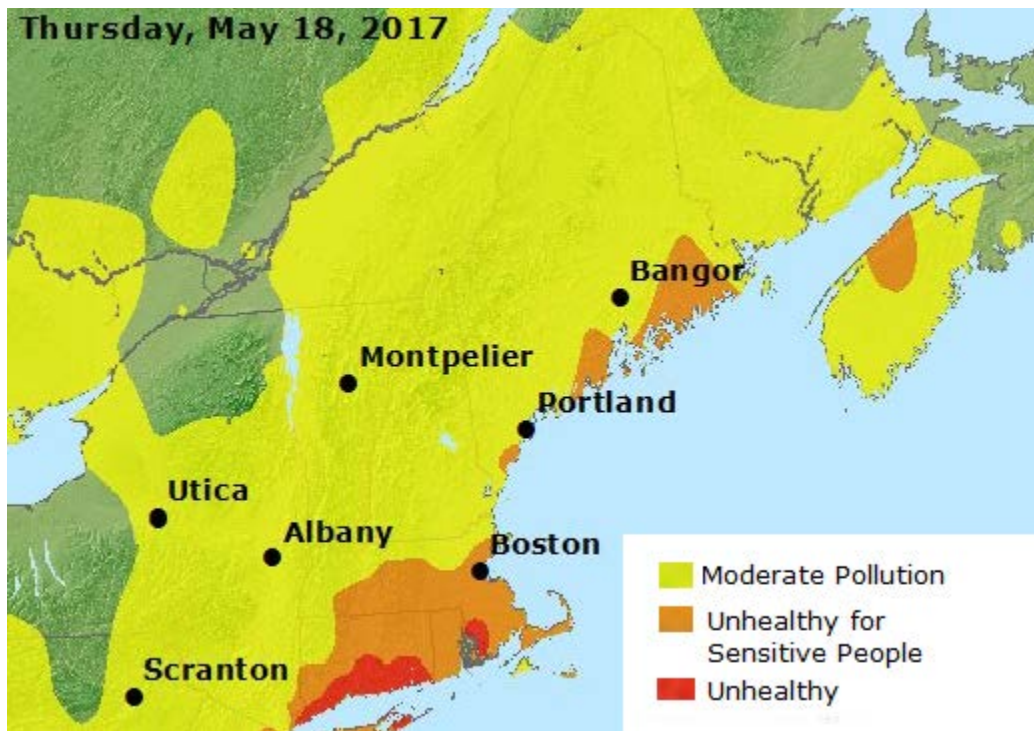 Thursday, May 18, 2017
Bangor
Montpelier
Portland
Utica
Albany
Boston
Scranton
Moderate Pollution
Unhealthy for
Sensitive People
Unhealthy